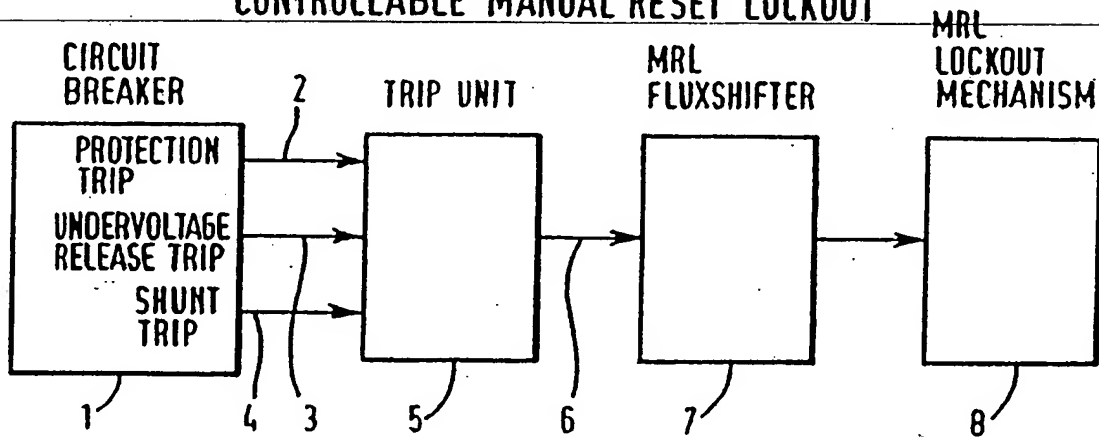 CONTROLLABLE MANUAL RESET LOCKOUT
CIRCUIT
BREAKER
2
TRIP UNIT
MRL
FLUXSHIFTER
MRL
LOCKOUT
MECHANISM
PROTECTION
TRIP
UNDERVOLTAGE
RELEASE TRIP
SHUNT
TRIP
1
4
3
5
6
7
8